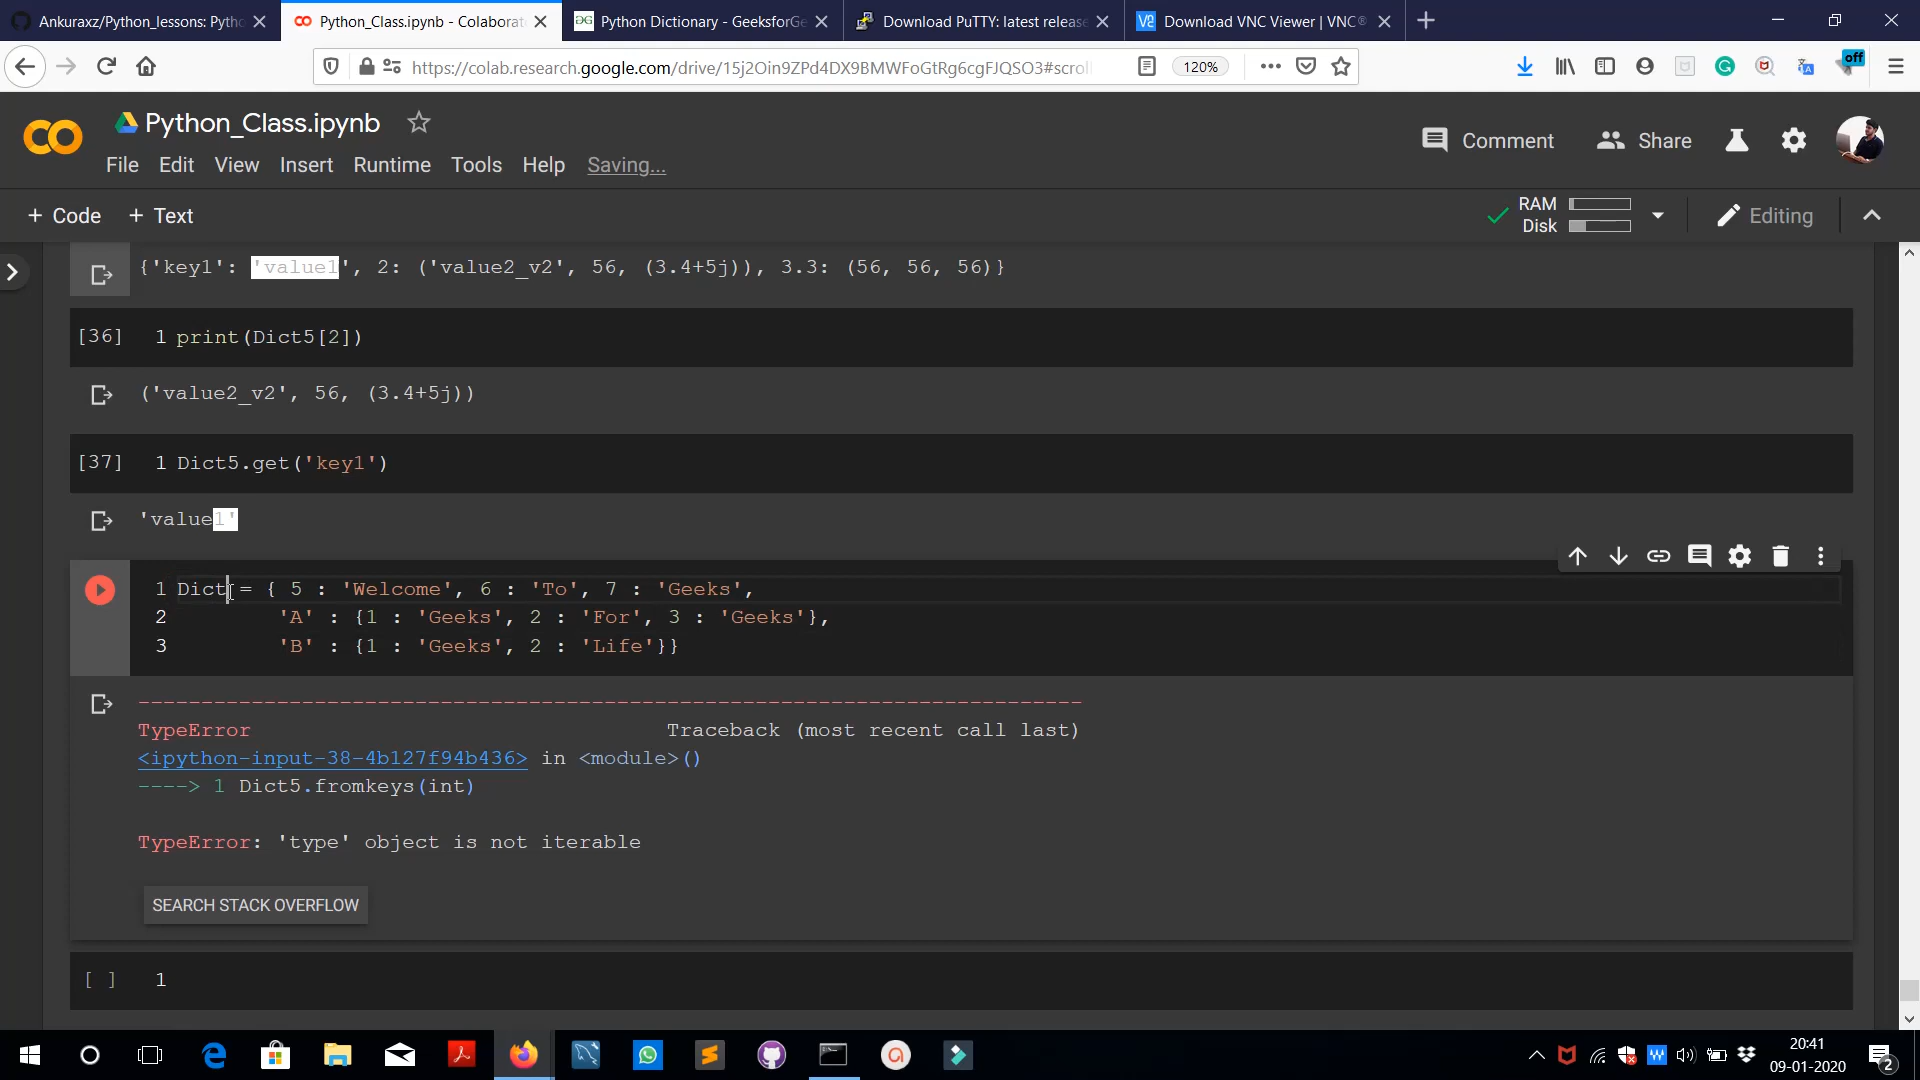 Ankuraxz/Python_lessons: Pytho
Python_Class.ipynb - Colaborat
Python Dictionary - GeeksforGe
Download PuTTY: latest release
Download VNC Viewer | VNC®
https://colab.research.google.com/drive/15j2Oin9ZPd4DX9BMWFoGtRg6cgFJQSO3#scroll
120%
off
Python_Class.ipynb
Comment
Share
File Edit View Insert Runtime Tools Help Saving...
+ Code + Text
RAM
Disk
Editing
{'key1': 'value1', 2: ('value2_v2', 56, (3.4+5j)), 3.3: (56, 56, 56)}
[36] 1 print(Dict5[2])
('value2_v2', 56, (3.4+5j))
[37] 1 Dict5.get('key1')
'value1'
1 Dict = { 5 : 'Welcome', 6 : 'To', 7 : 'Geeks',
2 'A' : {1 : 'Geeks', 2 : 'For', 3 : 'Geeks'},
3 'B' : {1 : 'Geeks', 2 : 'Life'}}
---------------------------------------------------------------------------
TypeError Traceback (most recent call last)
<ipython-input-38-4b127f94b436> in <module>()
----> 1 Dict5.fromkeys(int)
TypeError: 'type' object is not iterable
SEARCH STACK OVERFLOW
[ ] 1
20:41
09-01-2020
2